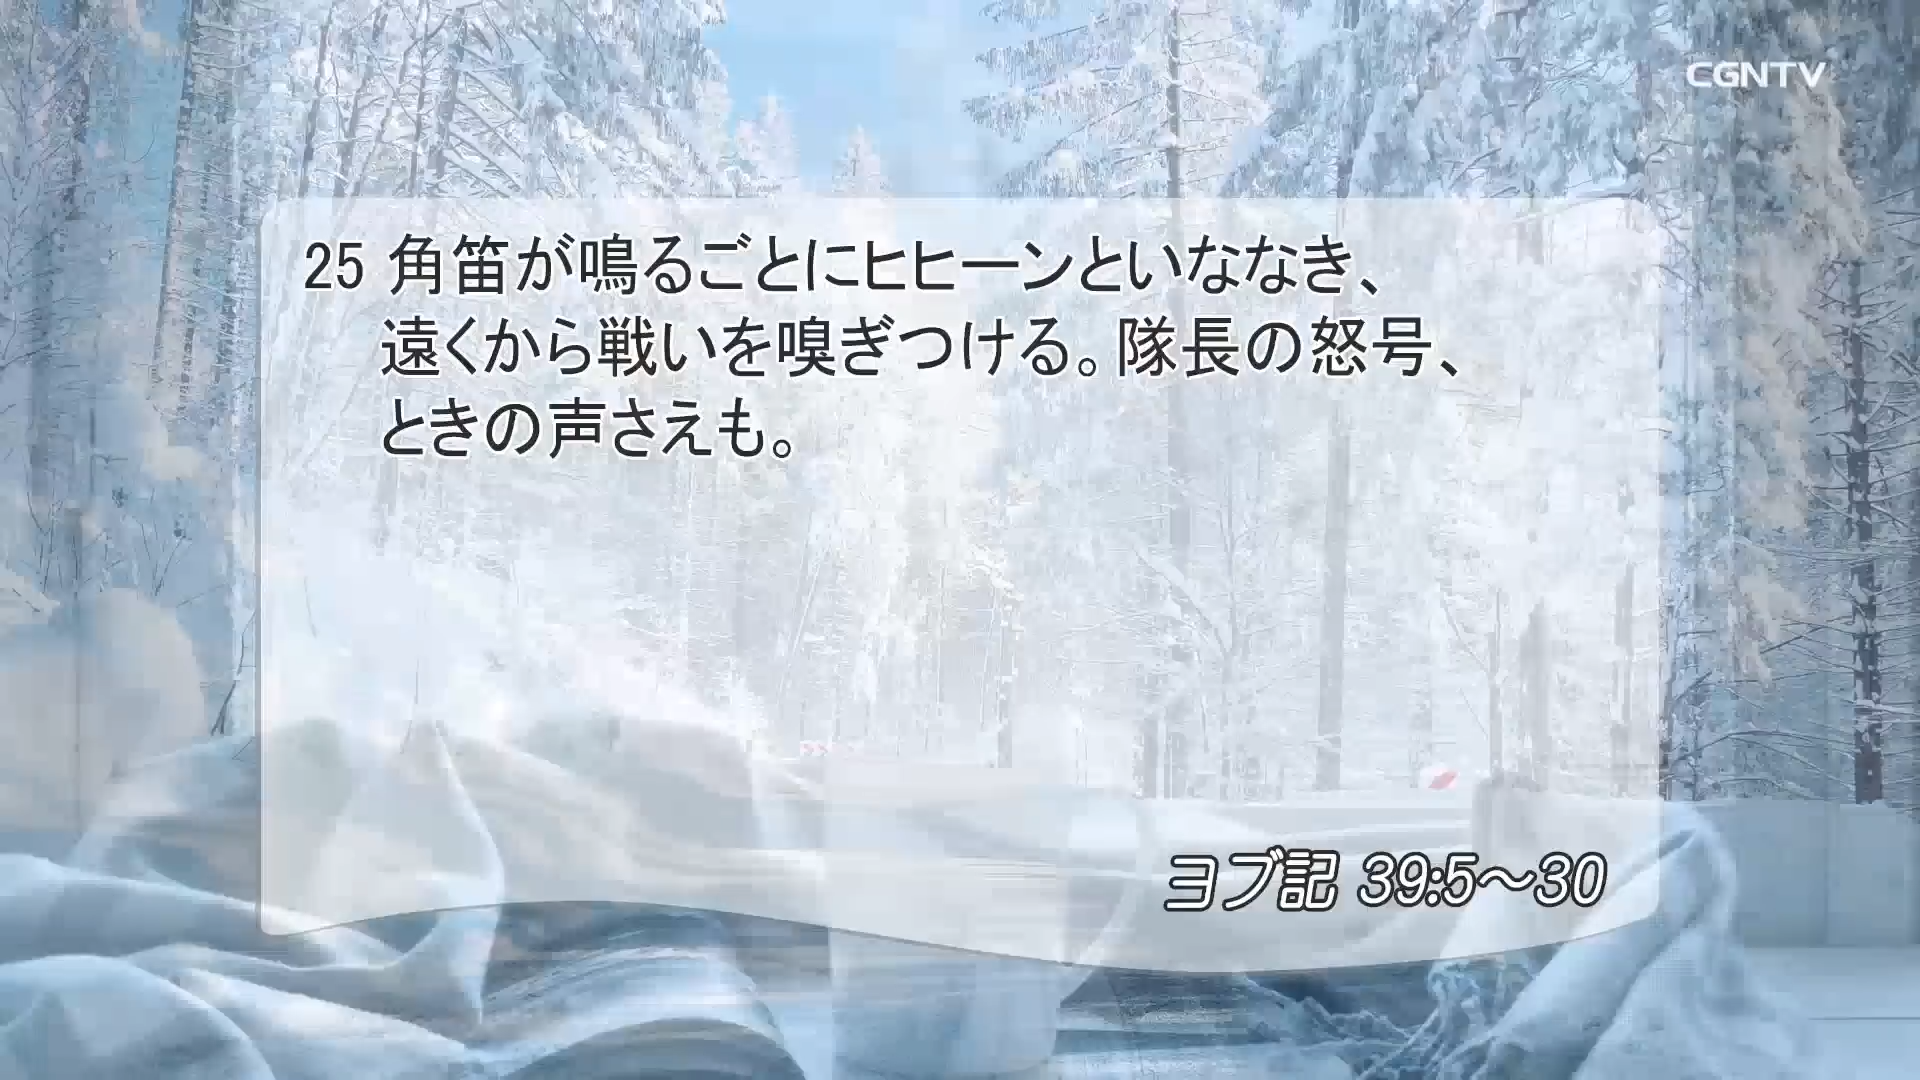 CGNTV
25 角笛が鳴るごとにヒヒーンといななき、
遠くから戦いを嗅ぎつける。隊長の怒号、
ときの声さえも。
ヨブ記 39:5～30